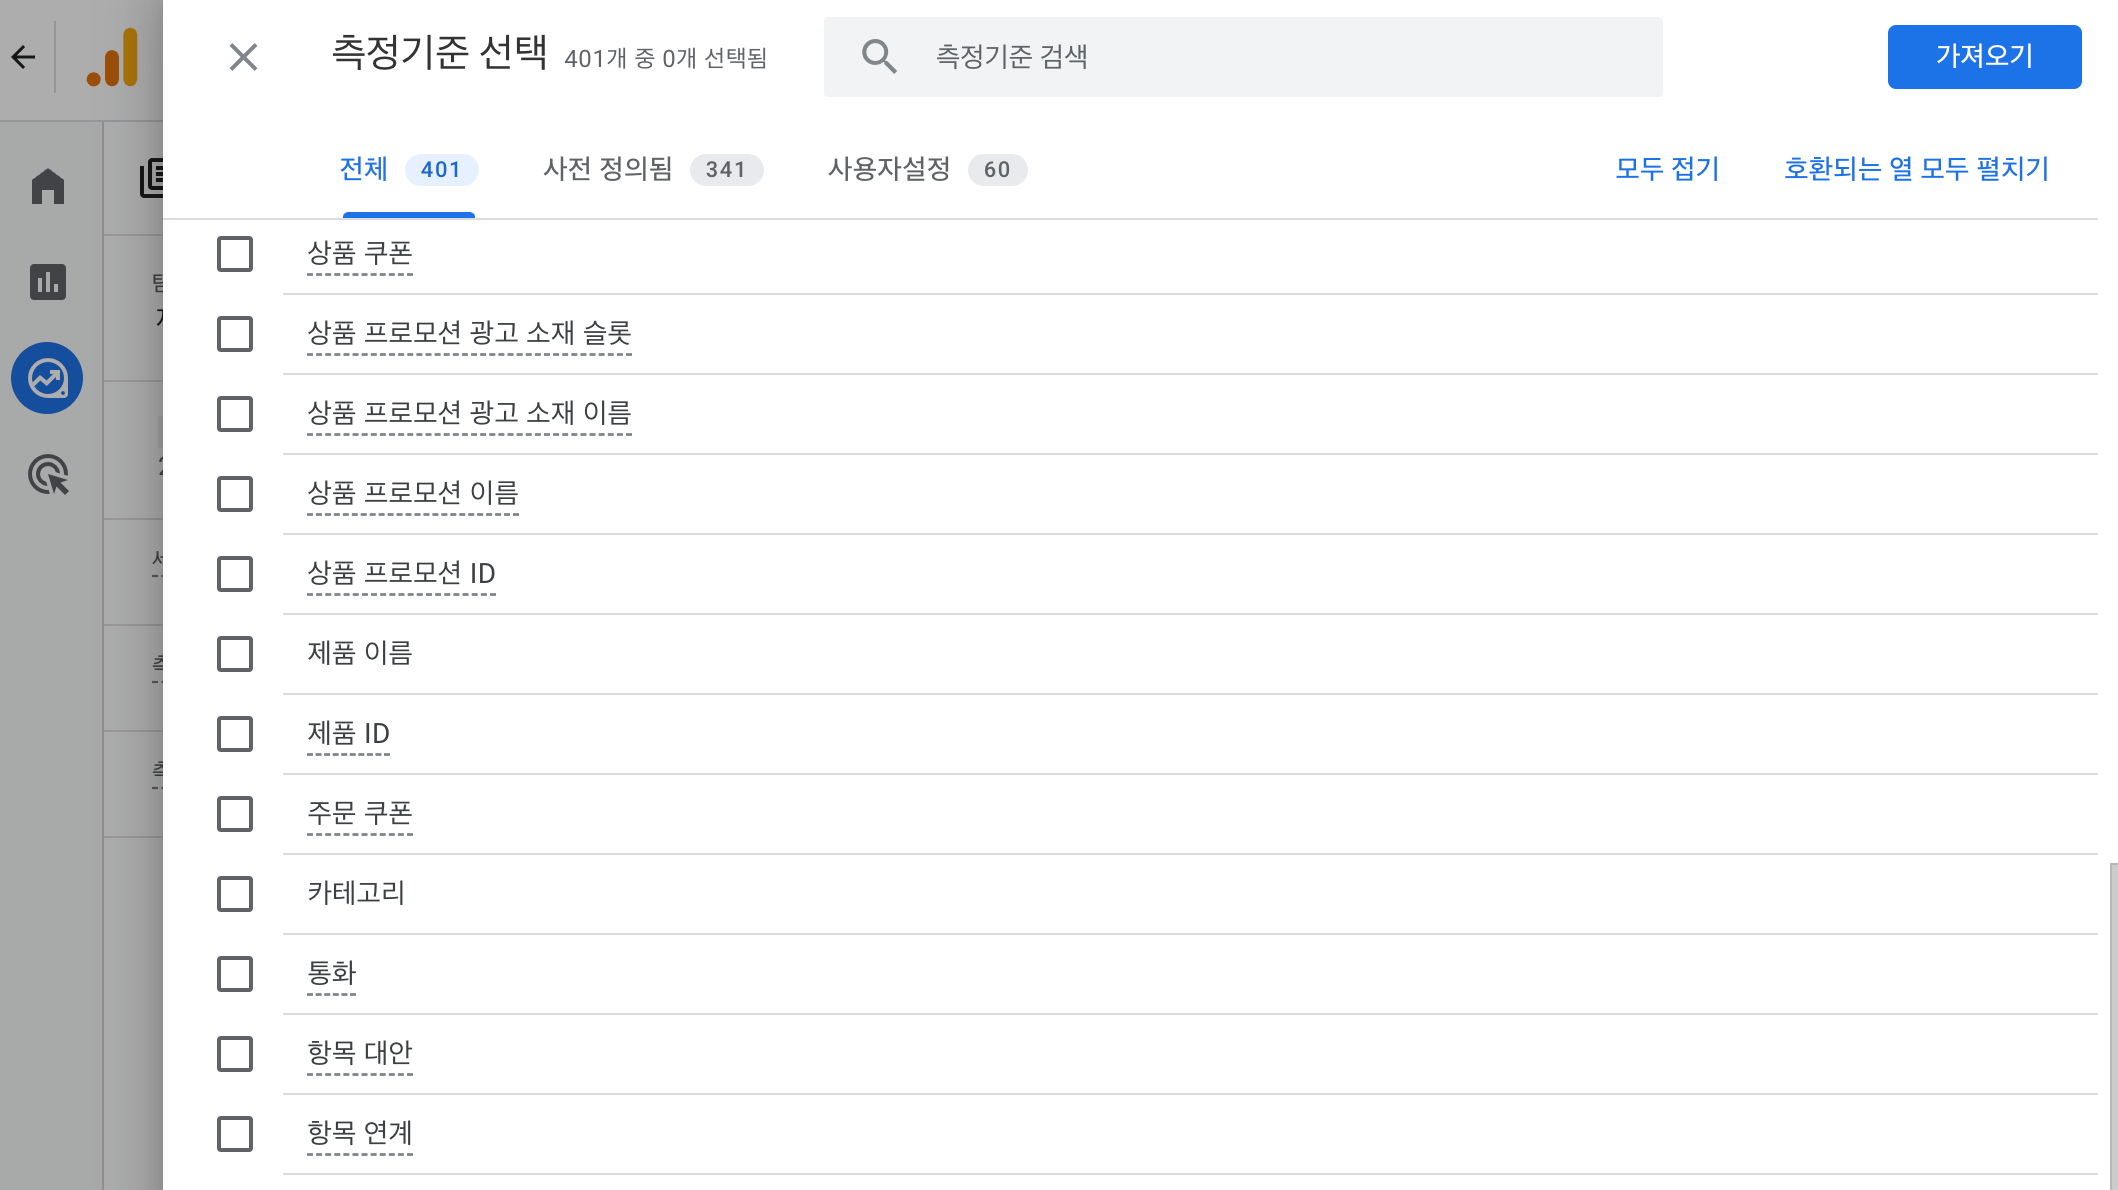 측정기준 선택 401개 중 0개 선택됨
측정기준 검색
가져오기
전체 401
사전 정의됨 341
사용자설정 60
모두 접기
호환되는 열 모두 펼치기
상품 쿠폰
상품 프로모션 광고 소재 슬롯
상품 프로모션 광고 소재 이름
상품 프로모션 이름
상품 프로모션 ID
제품 이름
제품 ID
주문 쿠폰
카테고리
통화
항목 대안
항목 연계